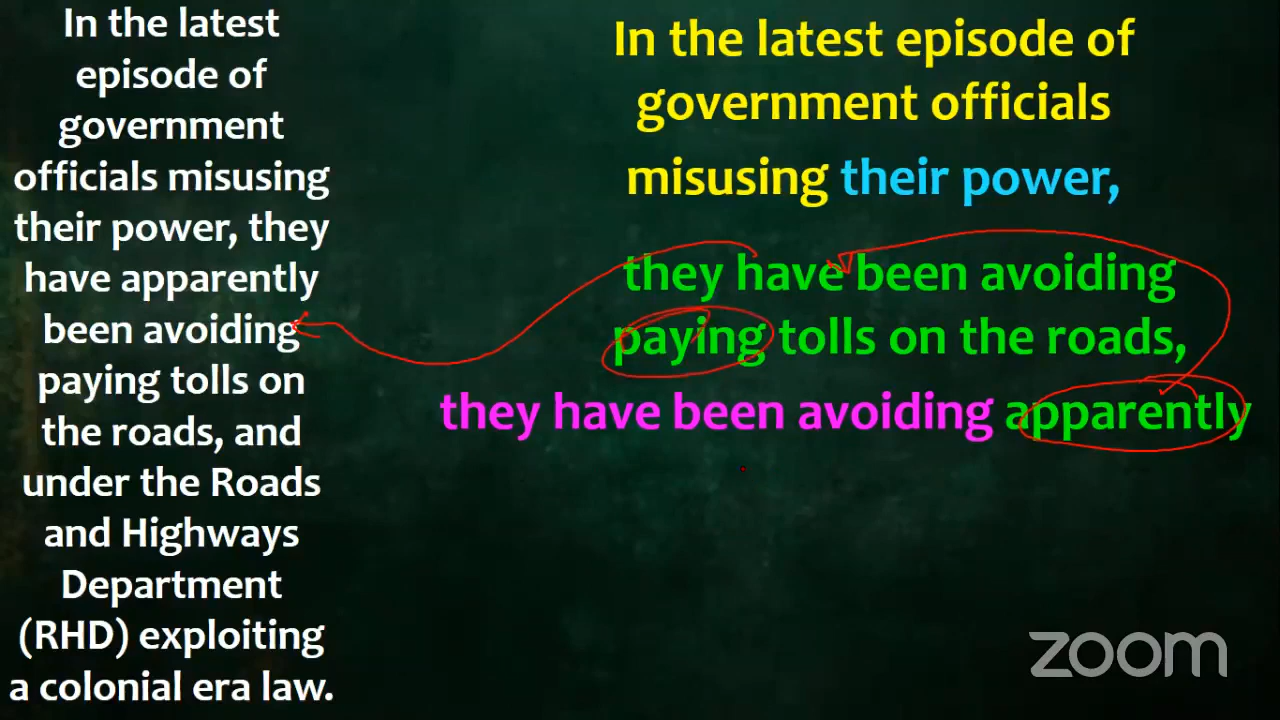 In the latest
episode of
government
officials misusing
their power, they
have apparently
been avoiding
paying tolls on
the roads, and
under the Roads
and Highways
Department
(RHD) exploiting
a colonial era law.
In the latest episode of
government officials
misusing their power,
they have been avoiding
paying tolls on the roads,
they have been avoiding apparently
zoom